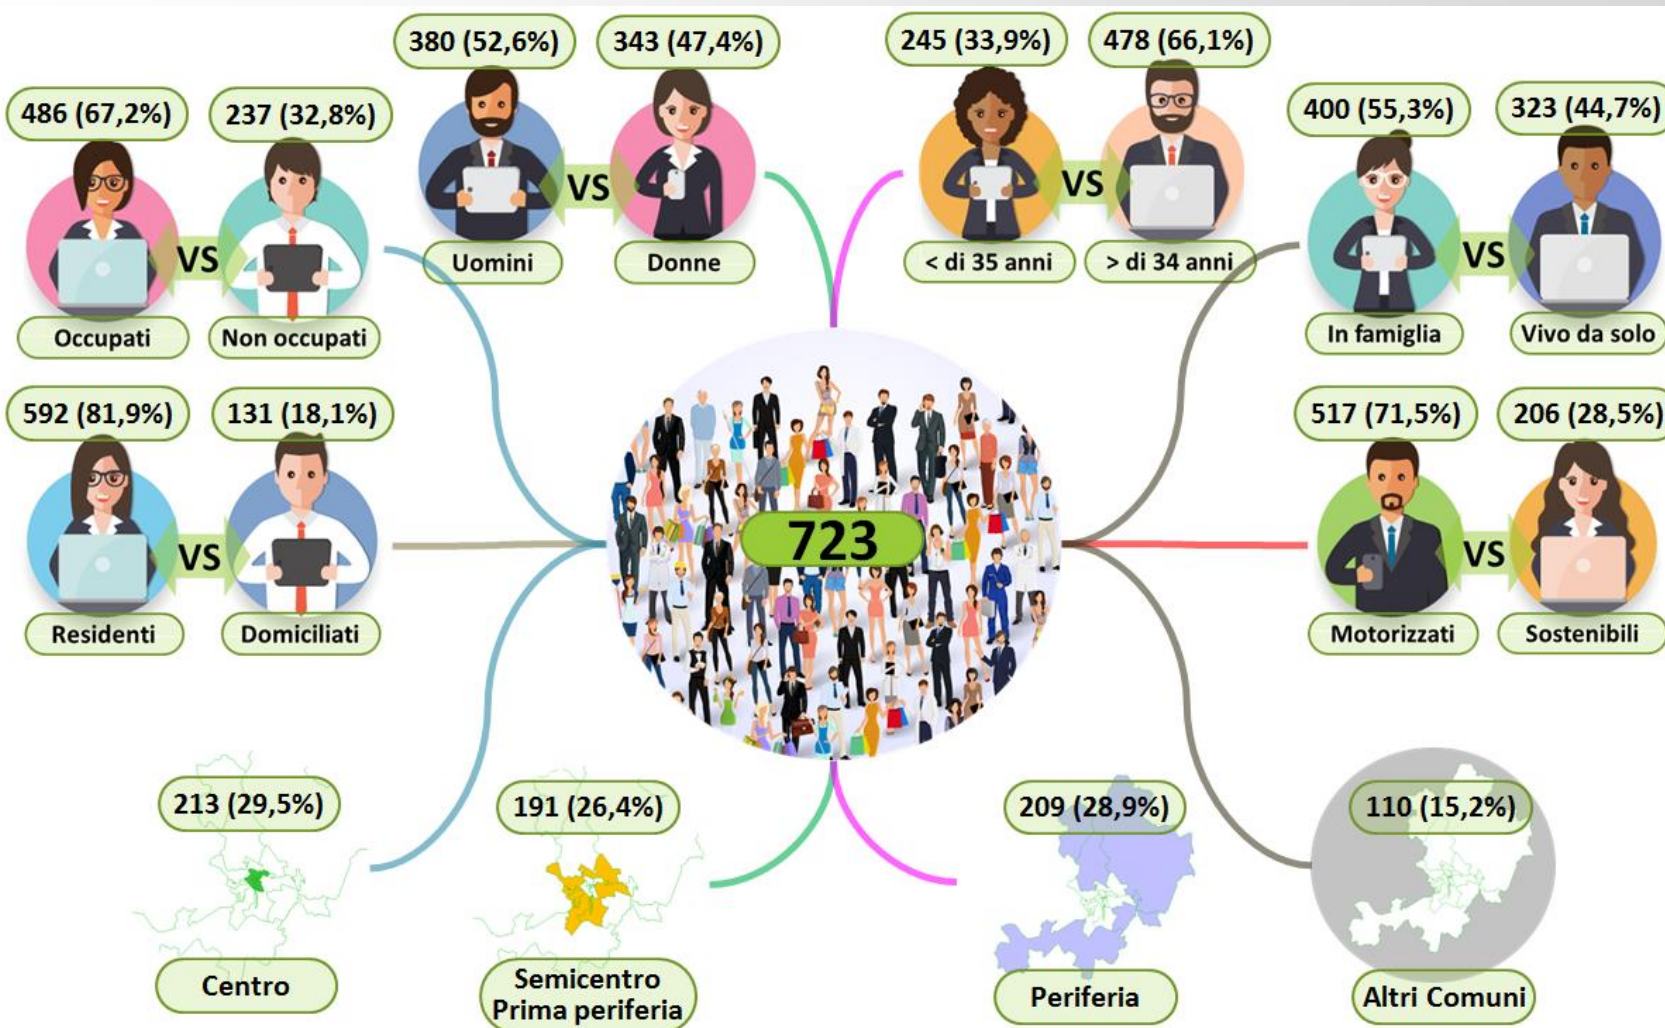 380 (52,6%)
343 (47,4%)
VS
Uomini
Donne
245 (33,9%)
478 (66,1%)
VS
< di 35 anni
> di 34 anni
486 (67,2%)
237 (32,8%)
VS
Occupati
Non occupati
400 (55,3%)
323 (44,7%)
VS
In famiglia
Vivo da solo
592 (81,9%)
131 (18,1%)
VS
Residenti
Domiciliati
723
517 (71,5%)
206 (28,5%)
VS
Motorizzati
Sostenibili
213 (29,5%)
Centro
191 (26,4%)
Semicentro
Prima periferia
209 (28,9%)
Periferia
110 (15,2%)
Altri Comuni